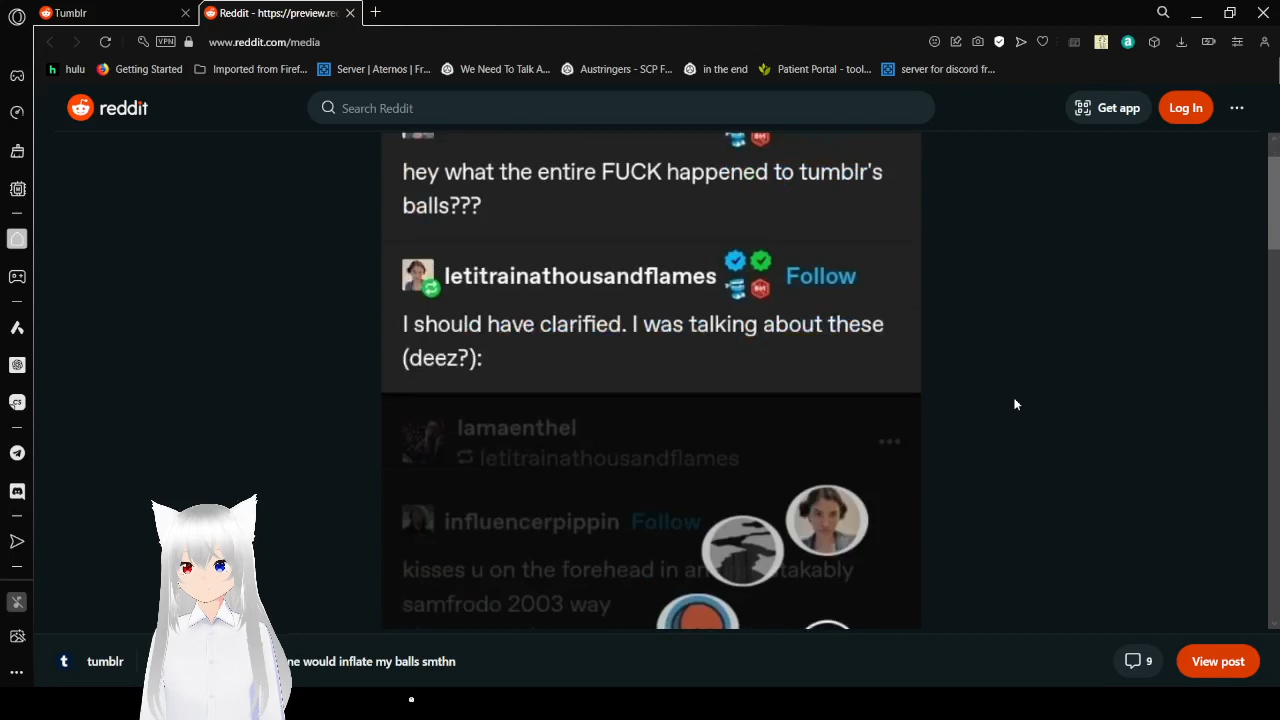 Tumblr
Reddit - https://preview.rec
www.reddit.com/media
VPN
hulu
Getting Started
Imported from Firef...
Server | Aternos | Fr...
We Need To Talk A...
Austringers - SCP F...
in the end
Patient Portal - tool...
server for discord fr...
reddit
Search Reddit
Get app
Log In
hey what the entire FUCK happened to tumblr's
balls???
letitrainathousandflames
Follow
I should have clarified. I was talking about these
(deez?):
lamaenthel
letitrainathousandflames
influencerpippin Follow
kisses u on the forehead in an takably
samfrodo 2003 way
tumblr
ne would inflate my balls smthn
9
View post